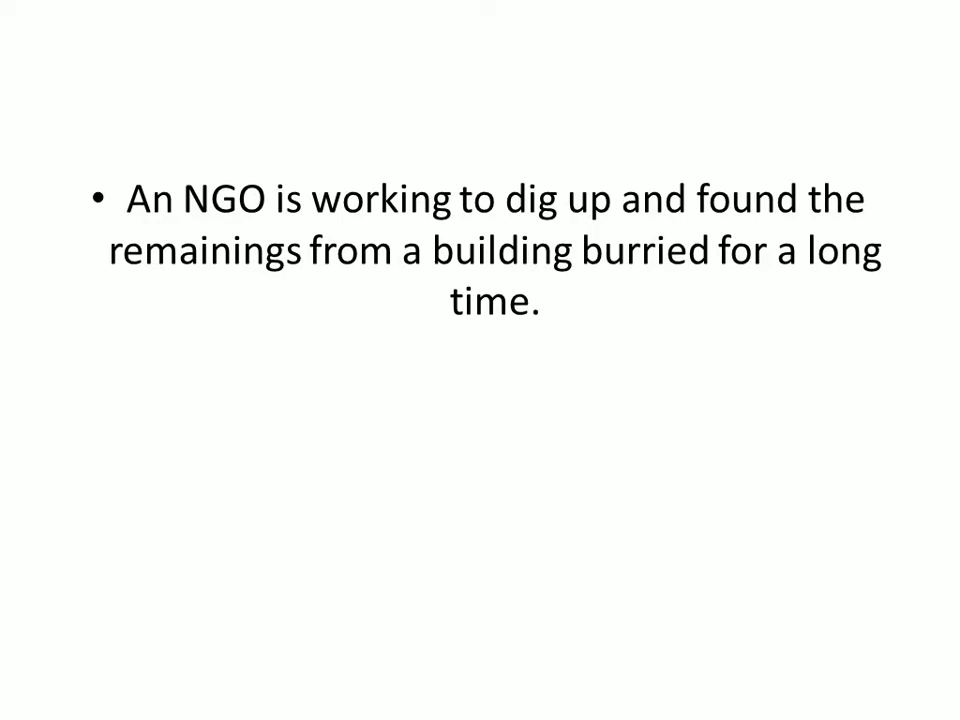 • An NGO is working to dig up and found the
remainings from a building burried for a long
time.